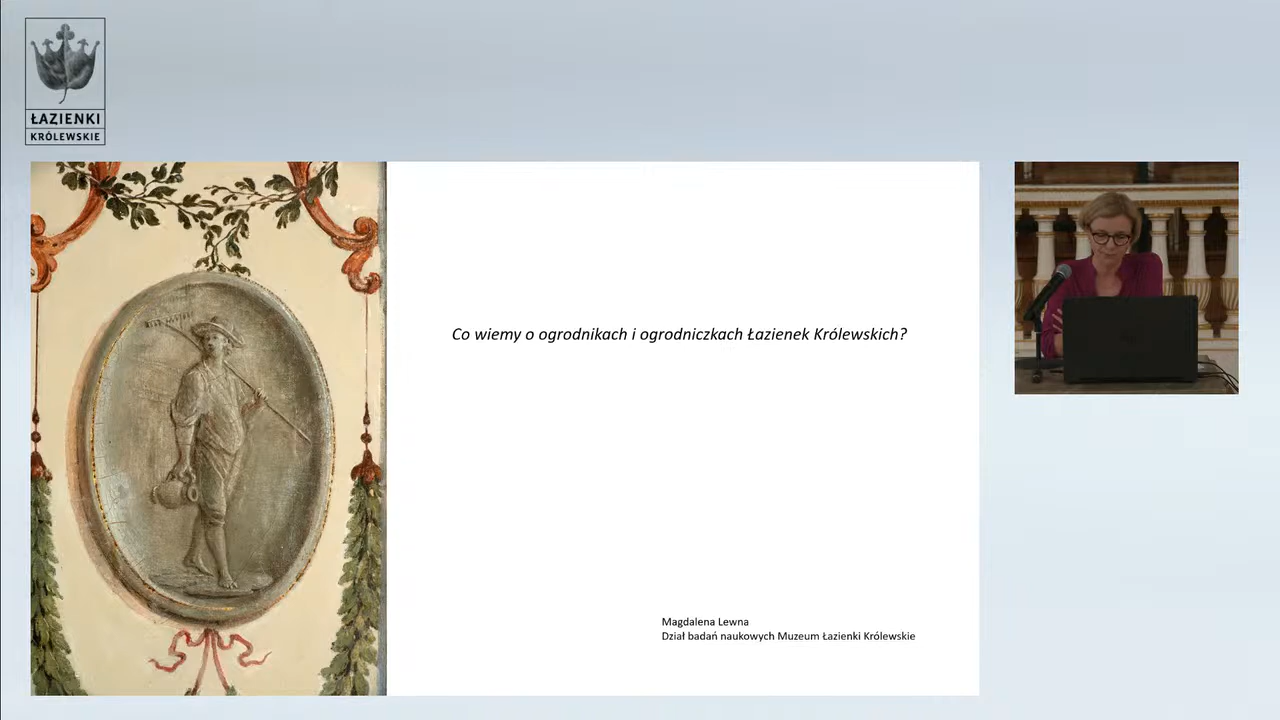 ŁAZIENKI
KRÓLEWSKIE
Co wiemy o ogrodnikach i ogrodniczkach Łazienek Królewskich?
Magdalena Lewna
Dział badań naukowych Muzeum Łazienki Królewskie